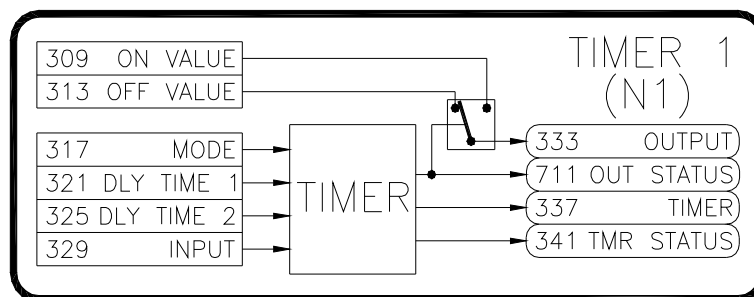 TIMER 1
(N1)
309 ON VALUE
313 OFF VALUE
317 MODE
321 DLY TIME 1
325 DLY TIME 2
329 INPUT
TIMER
333 OUTPUT
711 OUT STATUS
337 TIMER
341 TMR STATUS